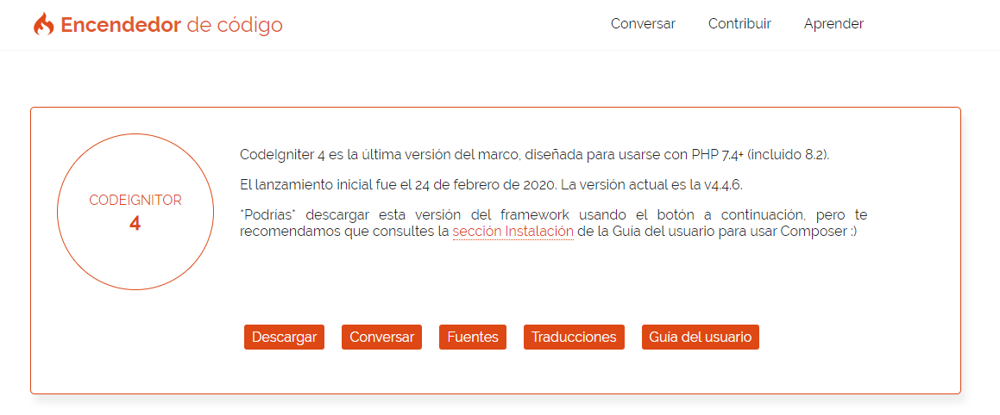 Encendedor de código
Conversar Contribuir Aprender
CODEIGNITOR
4
CodeIgniter 4 es la última versión del marco, diseñada para usarse con PHP 7.4+ (incluido 8.2).
El lanzamiento inicial fue el 24 de febrero de 2020. La versión actual es la v4.4.6.
*Podrías* descargar esta versión del framework usando el botón a continuación, pero te
recomendamos que consultes la sección Instalación de la Guía del usuario para usar Composer :)
Descargar Conversar Fuentes Traducciones Guía del usuario